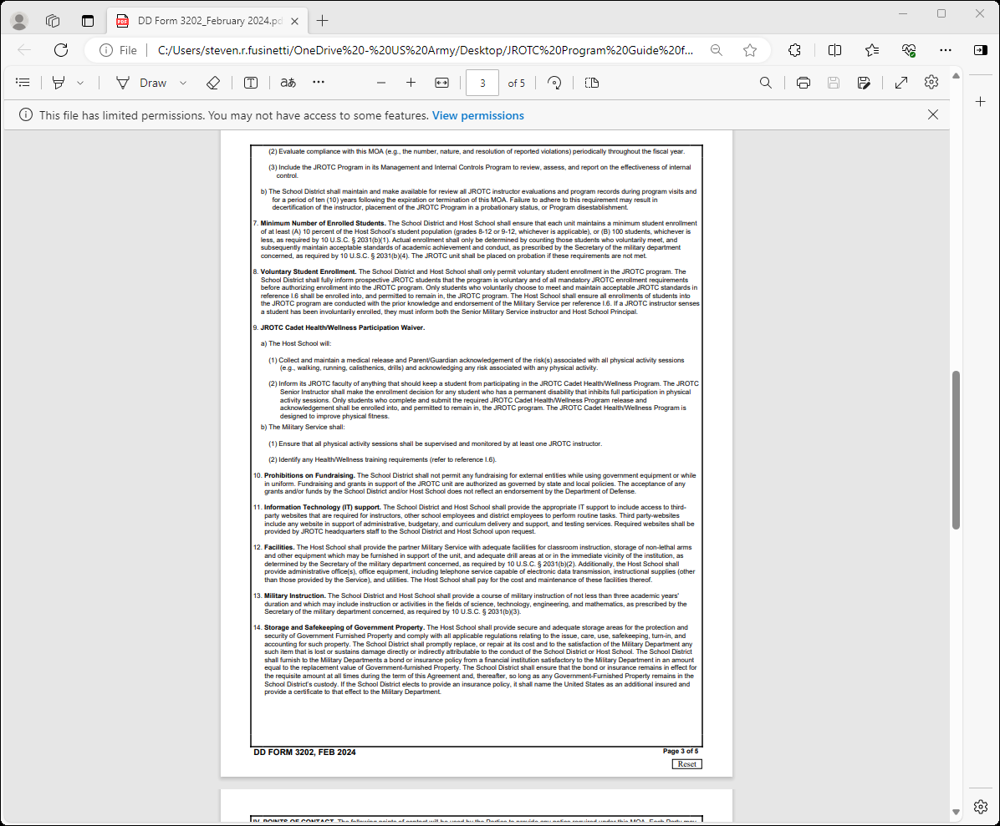 DD Form 3202_February 2024.pd
File
C:/Users/steven.r.fusinetti/OneDrive%20-%20US%20Army/Desktop/JROTC%20Program%20Guide%20f...
Draw
3
of 5
This file has limited permissions. You may not have access to some features. View permissions
(2) Evaluate compliance with this MOA (e.g., the number, nature, and resolution of reported violations) periodically throughout the fiscal year.
(3) Include the JROTC Program in its Management and Internal Controls Program to review, assess, and report on the effectiveness of internal
control.
b) The School District shall maintain and make available for review all JROTC instructor evaluations and program records during program visits and
for a period of ten (10) years following the expiration or termination of this MOA. Failure to adhere to this requirement may result in
decertification of the instructor, placement of the JROTC Program in a probationary status, or Program disestablishment.
7. Minimum Number of Enrolled Students. The School District and Host School shall ensure that each unit maintains a minimum student enrollment
of at least (A) 10 percent of the Host School's student population (grades 8-12 or 9-12, whichever is applicable), or (B) 100 students, whichever is
less, as required by 10 U.S.C. § 2031(b)(1). Actual enrollment shall only be determined by counting those students who voluntarily meet, and
subsequently maintain acceptable standards of academic achievement and conduct, as prescribed by the Secretary of the military department
concerned, as required by 10 U.S.C. § 2031(b)(4). The JROTC unit shall be placed on probation if these requirements are not met.
8. Voluntary Student Enrollment. The School District and Host School shall only permit voluntary student enrollment in the JROTC program. The
School District shall fully inform prospective JROTC students that the program is voluntary and of all mandatory JROTC enrollment requirements
before authorizing enrollment into the JROTC program. Only students who voluntarily choose to meet and maintain acceptable JROTC standards in
reference I.6 shall be enrolled into, and permitted to remain in, the JROTC program. The Host School shall ensure all enrollments of students into
the JROTC program are conducted with the prior knowledge and endorsement of the Military Service per reference I.6. If a JROTC instructor senses
a student has been involuntarily enrolled, they must inform both the Senior Military Service instructor and Host School Principal.
9. JROTC Cadet Health/Wellness Participation Waiver.
a) The Host School will:
(1) Collect and maintain a medical release and Parent/Guardian acknowledgement of the risk(s) associated with all physical activity sessions
(e.g., walking, running, calisthenics, drills) and acknowledging any risk associated with any physical activity.
(2) Inform its JROTC faculty of anything that should keep a student from participating in the JROTC Cadet Health/Wellness Program. The JROTC
Senior Instructor shall make the enrollment decision for any student who has a permanent disability that inhibits full participation in physical
activity sessions. Only students who complete and submit the required JROTC Cadet Health/Wellness Program release and
acknowledgement shall be enrolled into, and permitted to remain in, the JROTC program. The JROTC Cadet Health/Wellness Program is
designed to improve physical fitness.
b) The Military Service shall:
(1) Ensure that all physical activity sessions shall be supervised and monitored by at least one JROTC instructor.
(2) Identify any Health/Wellness training requirements (refer to reference I.6).
10. Prohibitions on Fundraising. The School District shall not permit any fundraising for external entities while using government equipment or while
in uniform. Fundraising and grants in support of the JROTC unit are authorized as governed by state and local policies. The acceptance of any
grants and/or funds by the School District and/or Host School does not reflect an endorsement by the Department of Defense.
11. Information Technology (IT) support. The School District and Host School shall provide the appropriate IT support to include access to third-
party websites that are required for instructors, other school employees and district employees to perform routine tasks. Third party-websites
include any website in support of administrative, budgetary, and curriculum delivery and support, and testing services. Required websites shall be
provided by JROTC headquarters staff to the School District and Host School upon request.
12. Facilities. The Host School shall provide the partner Military Service with adequate facilities for classroom instruction, storage of non-lethal arms
and other equipment which may be furnished in support of the unit, and adequate drill areas at or in the immediate vicinity of the institution, as
determined by the Secretary of the military department concerned, as required by 10 U.S.C. § 2031(b)(2). Additionally, the Host School shall
provide administrative office(s), office equipment, including telephone service capable of electronic data transmission, instructional supplies (other
than those provided by the Service), and utilities. The Host School shall pay for the cost and maintenance of these facilities thereof.
13. Military Instruction. The School District and Host School shall provide a course of military instruction of not less than three academic years'
duration and which may include instruction or activities in the fields of science, technology, engineering, and mathematics, as prescribed by the
Secretary of the military department concerned, as required by 10 U.S.C. § 2031(b)(3).
14. Storage and Safekeeping of Government Property. The Host School shall provide secure and adequate storage areas for the protection and
security of Government Furnished Property and comply with all applicable regulations relating to the issue, care, use, safekeeping, turn-in, and
accounting for such property. The School District shall promptly replace, or repair at its cost and to the satisfaction of the Military Department any
such item that is lost or sustains damage directly or indirectly attributable to the conduct of the School District or Host School. The School District
shall furnish to the Military Departments a bond or insurance policy from a financial institution satisfactory to the Military Department in an amount
equal to the replacement value of Government-furnished Property. The School District shall ensure that the bond or insurance remains in effect for
the requisite amount at all times during the term of this Agreement and, thereafter, so long as any Government-Furnished Property remains in the
School District's custody. If the School District elects to provide an insurance policy, it shall name the United States as an additional insured and
provide a certificate to that effect to the Military Department.
DD FORM 3202, FEB 2024
Page 3 of 5
Reset
IV. POINTS OF CONTACT. The following points of contact will be used by the Parties to provide any notice required under this MOA. Each Party may